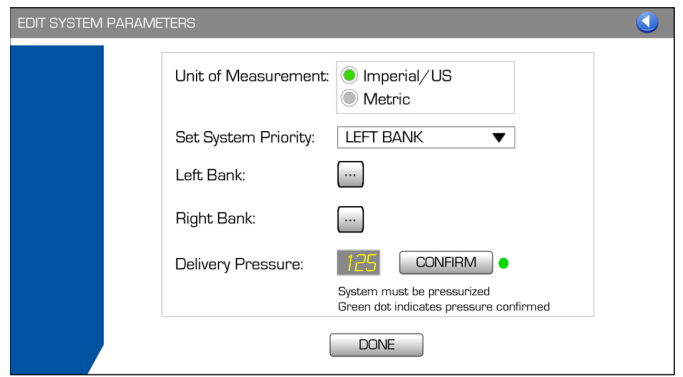 EDIT SYSTEM PARAMETERS
Unit of Measurement:
Imperial/US
Metric
Set System Priority:
LEFT BANK
Left Bank:
...
Right Bank:
...
Delivery Pressure:
125
CONFIRM
System must be pressurized
Green dot indicates pressure confirmed
DONE